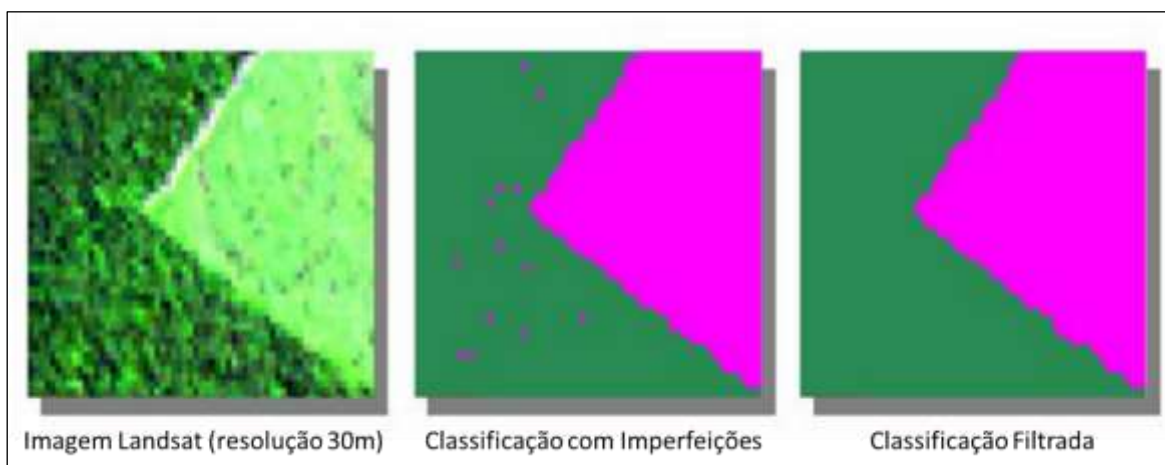 Imagem Landsat (resolução 30m)
Classificação com Imperfeições
Classificação Filtrada